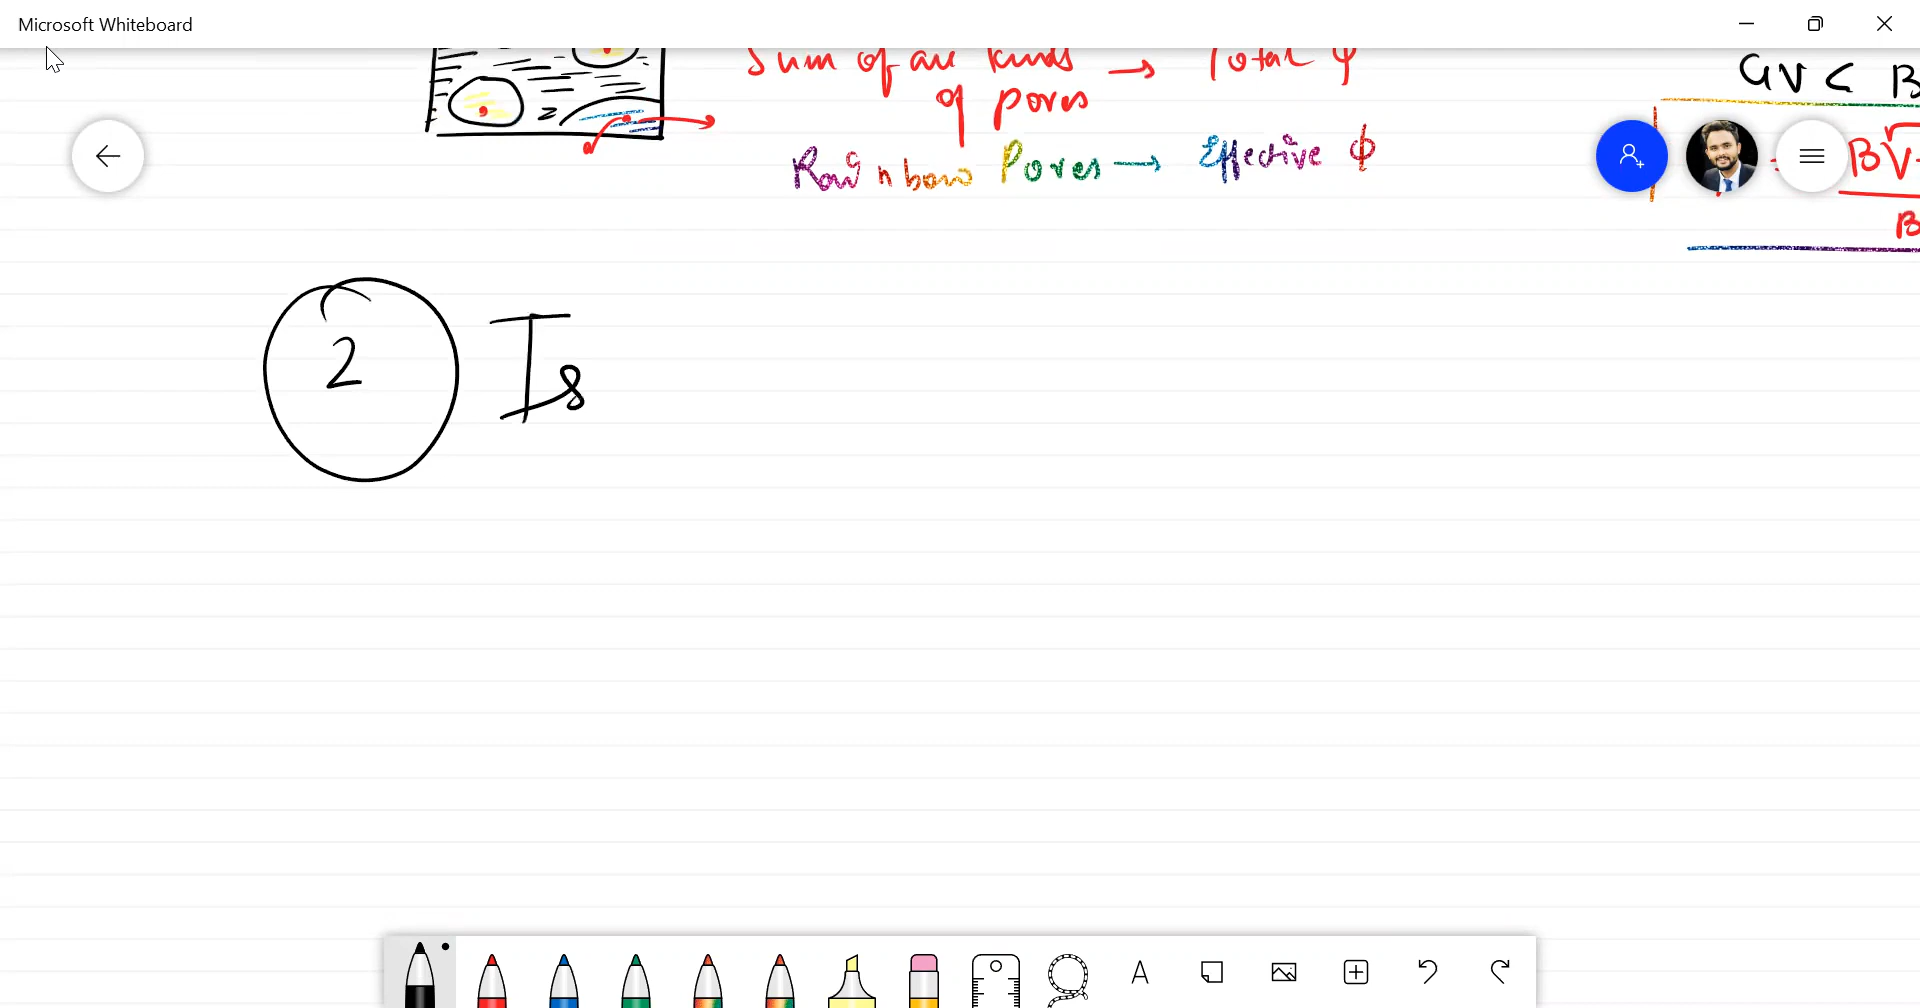 Microsoft Whiteboard
Sum of all kinds → Total φ
of pores
Rainbow Pores → Effective φ
GV < B
= BV-
B
2 Is
A